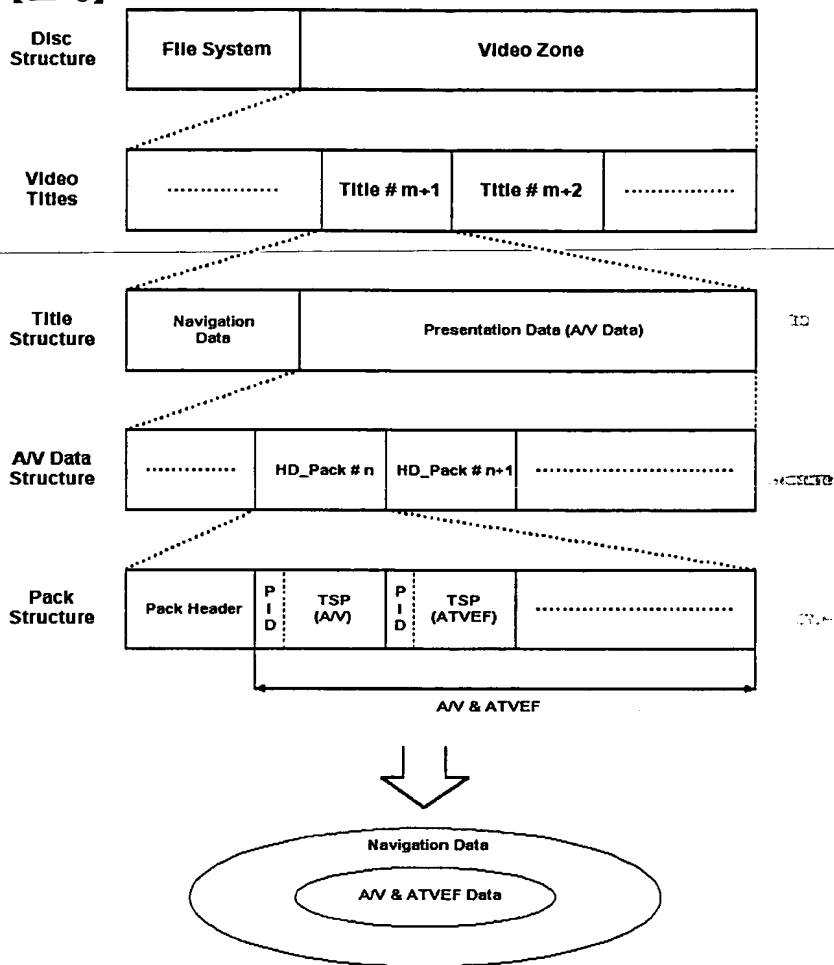 Disc
Structure
File System
Video Zone
Video
Titles
Title # m+1
Title # m+2
Title
Structure
Navigation
Data
Presentation Data (A/V Data)
A/V Data
Structure
HD_Pack # n
HD_Pack # n+1
Pack
Structure
Pack Header
P
I
D
TSP
(A/V)
P
I
D
TSP
(ATVEF)
A/V & ATVEF
Navigation Data
A/V & ATVEF Data